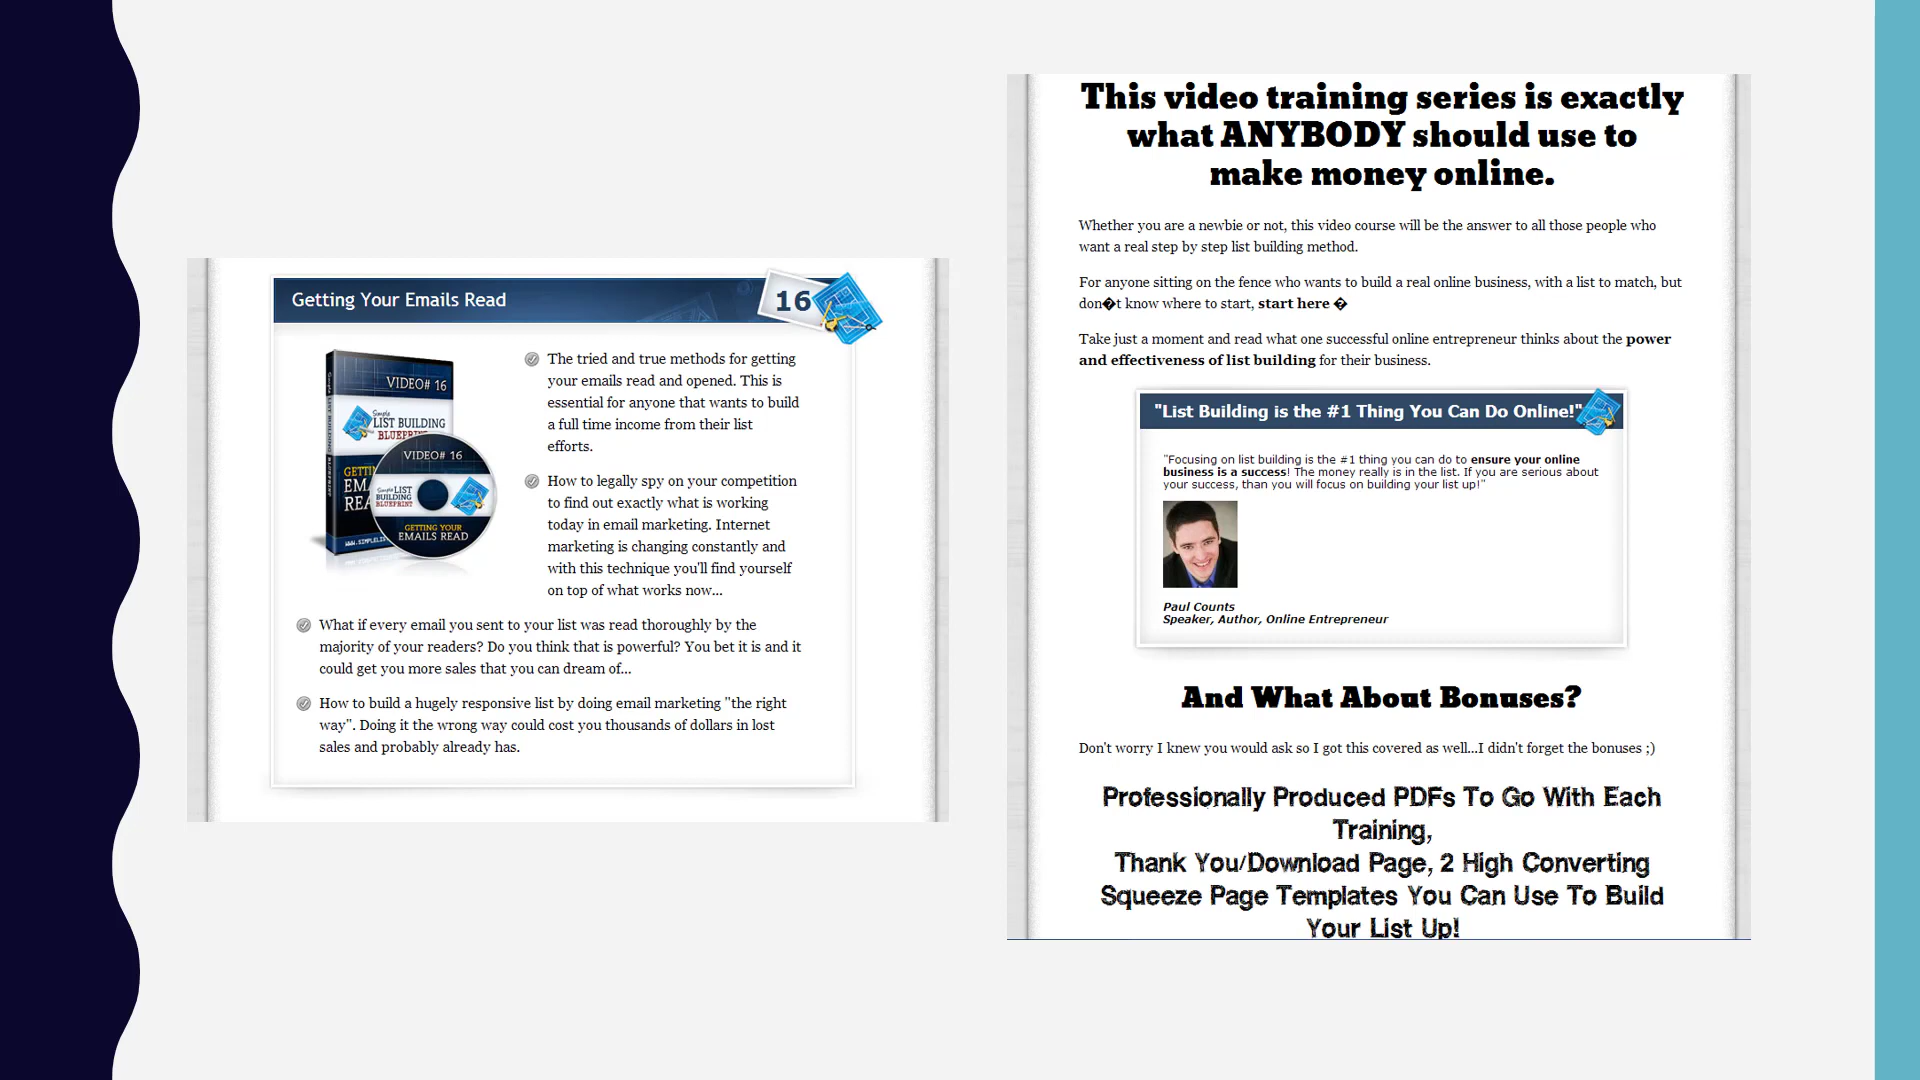 Getting Your Emails Read
16
VIDEO# 16
Simple
LIST BUILDING
BLUEPRINT
VIDEO# 16
Simple LIST
BUILDING
BLUEPRINT
GETTING YOUR
EMAILS READ
The tried and true methods for getting
your emails read and opened. This is
essential for anyone that wants to build
a full time income from their list
efforts.
How to legally spy on your competition
to find out exactly what is working
today in email marketing. Internet
marketing is changing constantly and
with this technique you'll find yourself
on top of what works now...
What if every email you sent to your list was read thoroughly by the
majority of your readers? Do you think that is powerful? You bet it is and it
could get you more sales that you can dream of...
How to build a hugely responsive list by doing email marketing "the right
way". Doing it the wrong way could cost you thousands of dollars in lost
sales and probably already has.
This video training series is exactly
what ANYBODY should use to
make money online.
Whether you are a newbie or not, this video course will be the answer to all those people who
want a real step by step list building method.
For anyone sitting on the fence who wants to build a real online business, with a list to match, but
don�t know where to start, start here �
Take just a moment and read what one successful online entrepreneur thinks about the power
and effectiveness of list building for their business.
"List Building is the #1 Thing You Can Do Online!"
"Focusing on list building is the #1 thing you can do to ensure your online
business is a success! The money really is in the list. If you are serious about
your success, than you will focus on building your list up!"
Paul Counts
Speaker, Author, Online Entrepreneur
And What About Bonuses?
Don't worry I knew you would ask so I got this covered as well...I didn't forget the bonuses ;)
Professionally Produced PDFs To Go With Each
Training,
Thank You/Download Page, 2 High Converting
Squeeze Page Templates You Can Use To Build
Your List Up!